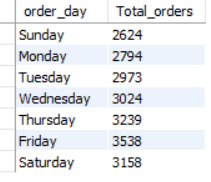 order_day Total_orders
Sunday 2624
Monday 2794
Tuesday 2973
Wednesday 3024
Thursday 3239
Friday 3538
Saturday 3158